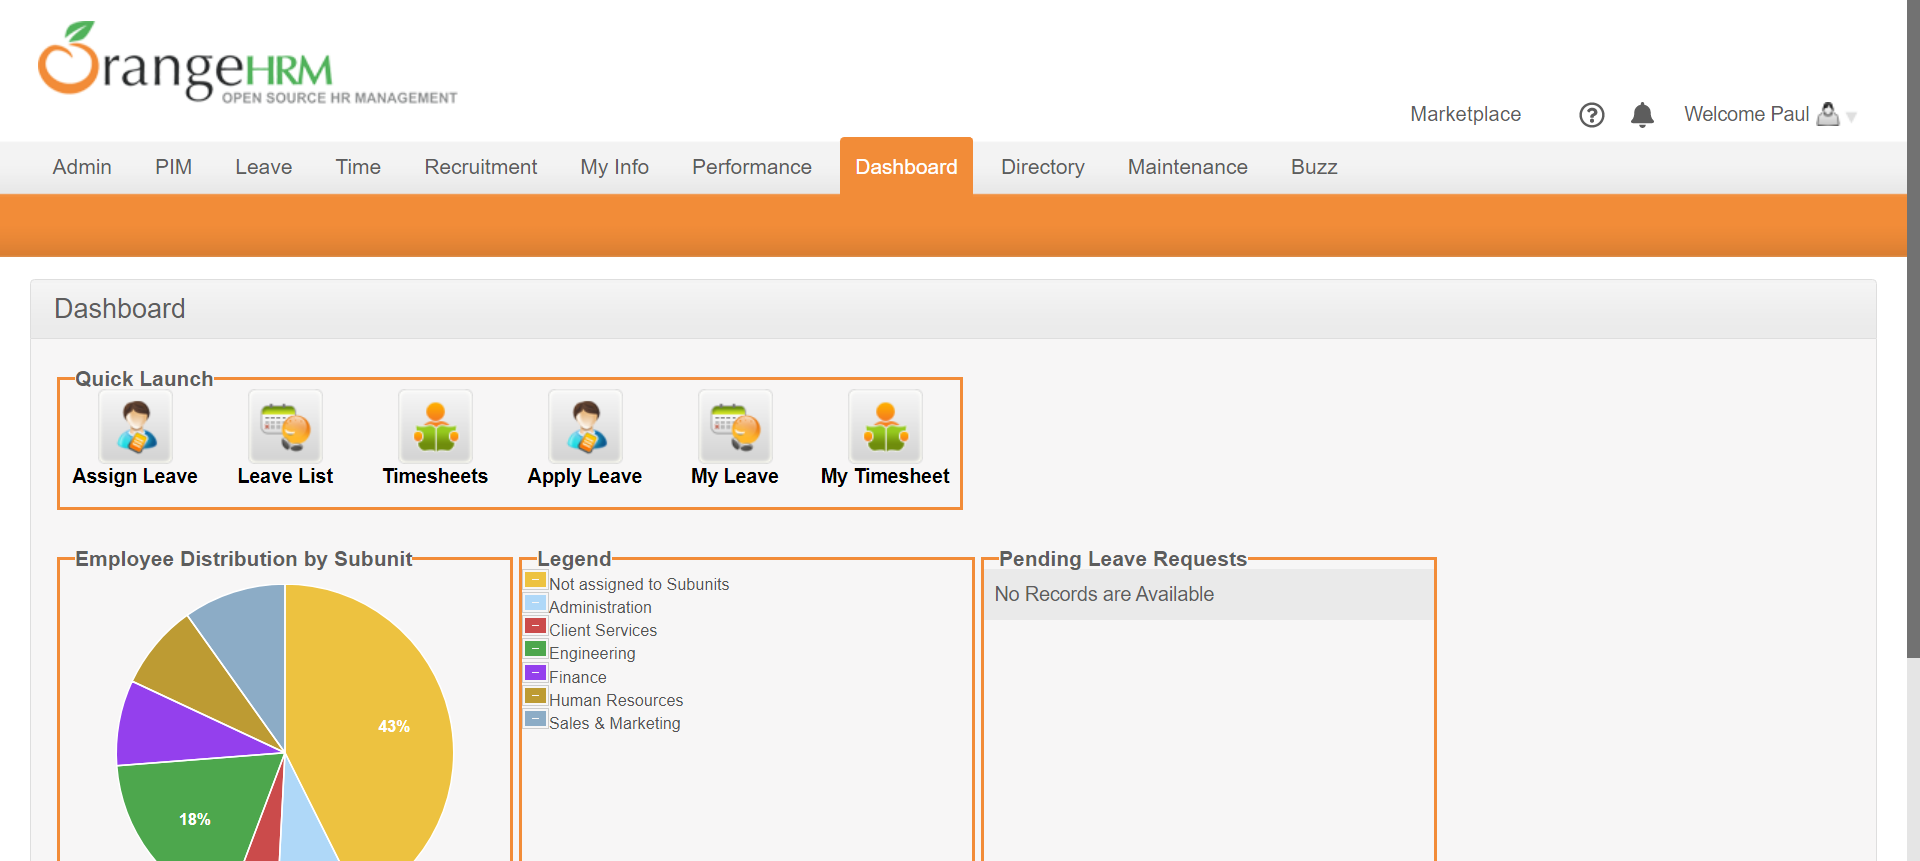 OrangeHRM
OPEN SOURCE HR MANAGEMENT
Marketplace
Welcome Paul
Admin PIM Leave Time Recruitment My Info Performance Dashboard Directory Maintenance Buzz
Dashboard
Quick Launch
Assign Leave Leave List Timesheets Apply Leave My Leave My Timesheet
Employee Distribution by Subunit
43%
18%
Legend
Not assigned to Subunits
Administration
Client Services
Engineering
Finance
Human Resources
Sales & Marketing
Pending Leave Requests
No Records are Available